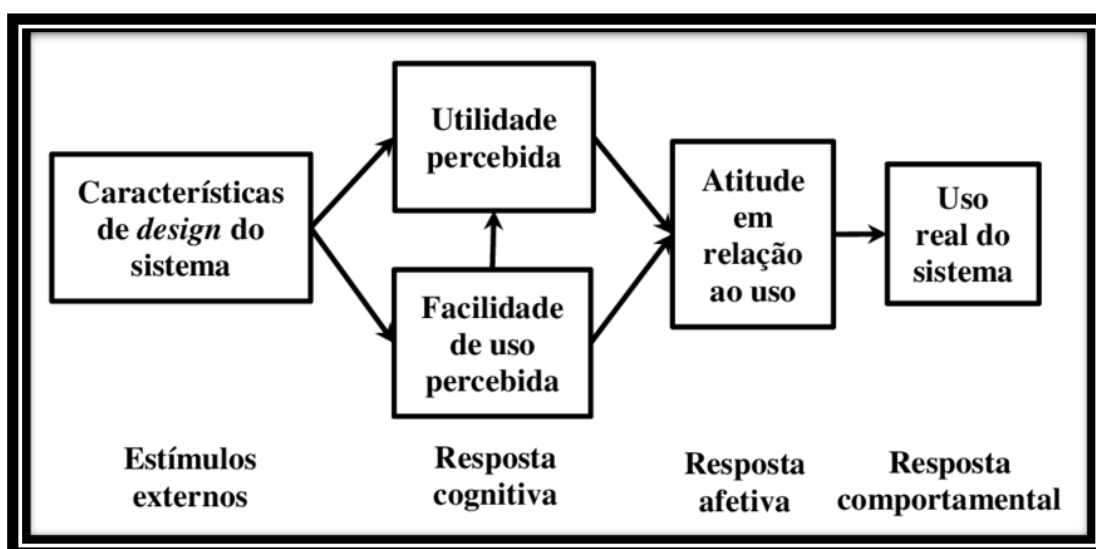 Utilidade
percebida
Características
de design do
sistema
Facilidade
de uso
percebida
Atitude
em
relação
ao uso
Uso
real do
sistema
Estímulos
externos
Resposta
cognitiva
Resposta
afetiva
Resposta
comportamental